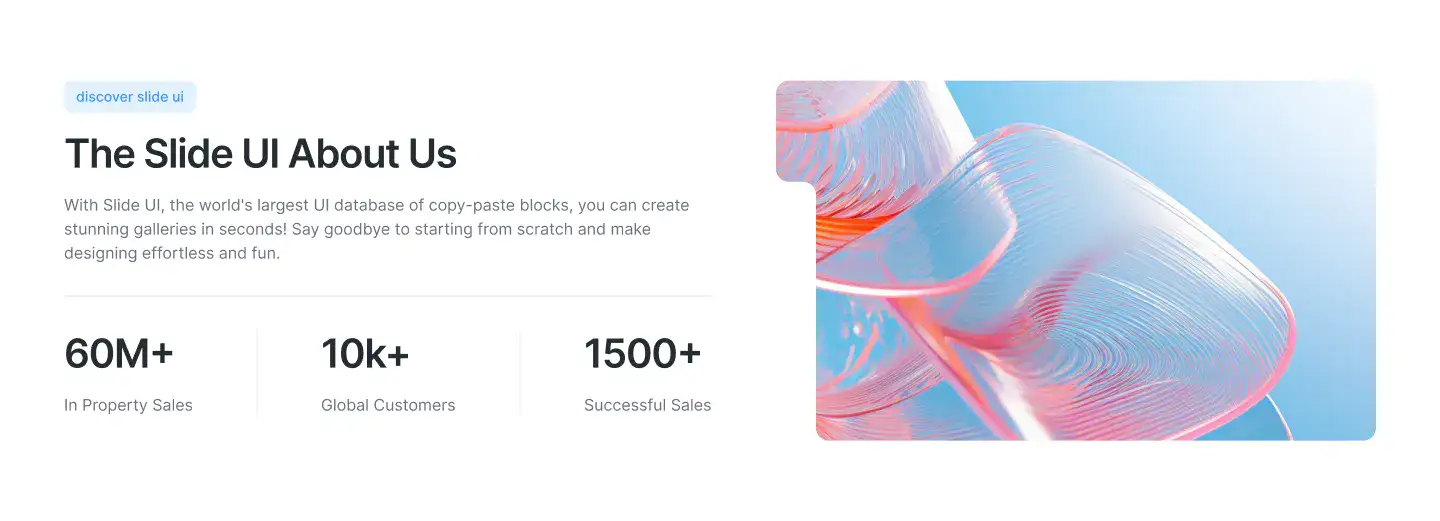 discover slide ui
The Slide UI About Us
With Slide UI, the world's largest UI database of copy-paste blocks, you can create
stunning galleries in seconds! Say goodbye to starting from scratch and make
designing effortless and fun.
60M+
In Property Sales
10k+
Global Customers
1500+
Successful Sales